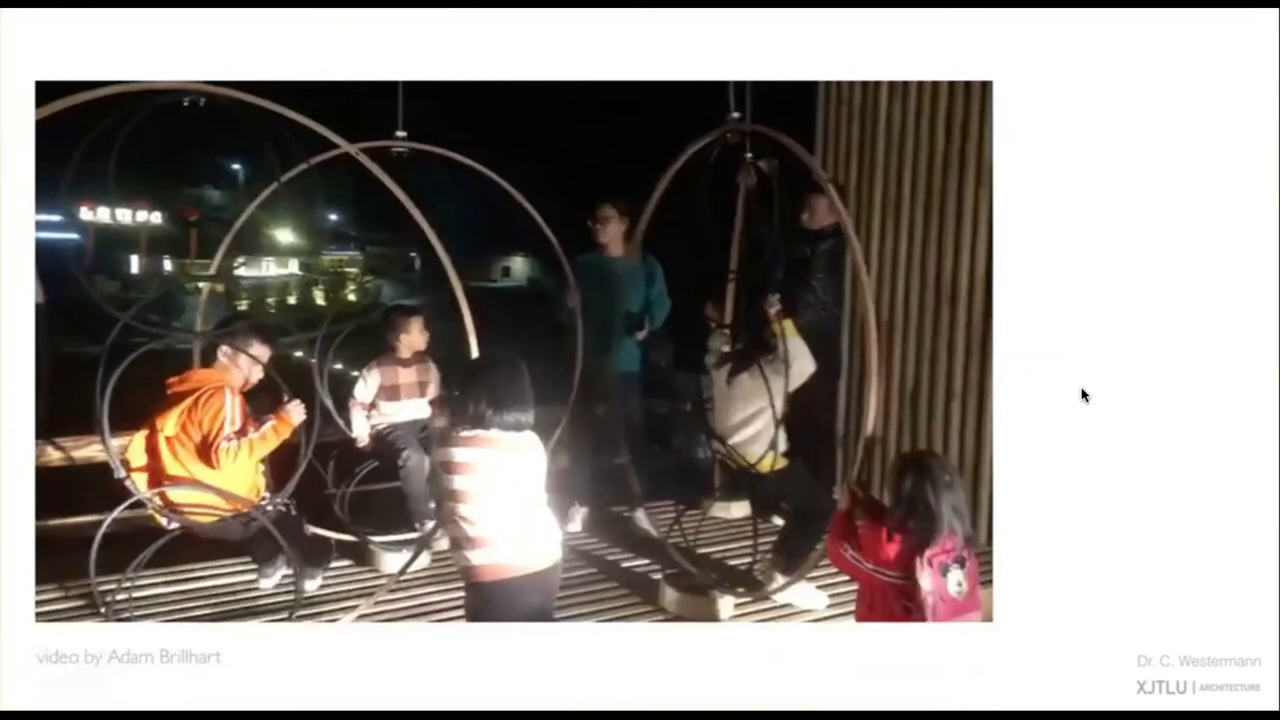 video by Adam Brillhart
Dr. C. Westermann
XJTLU | ARCHITECTURE